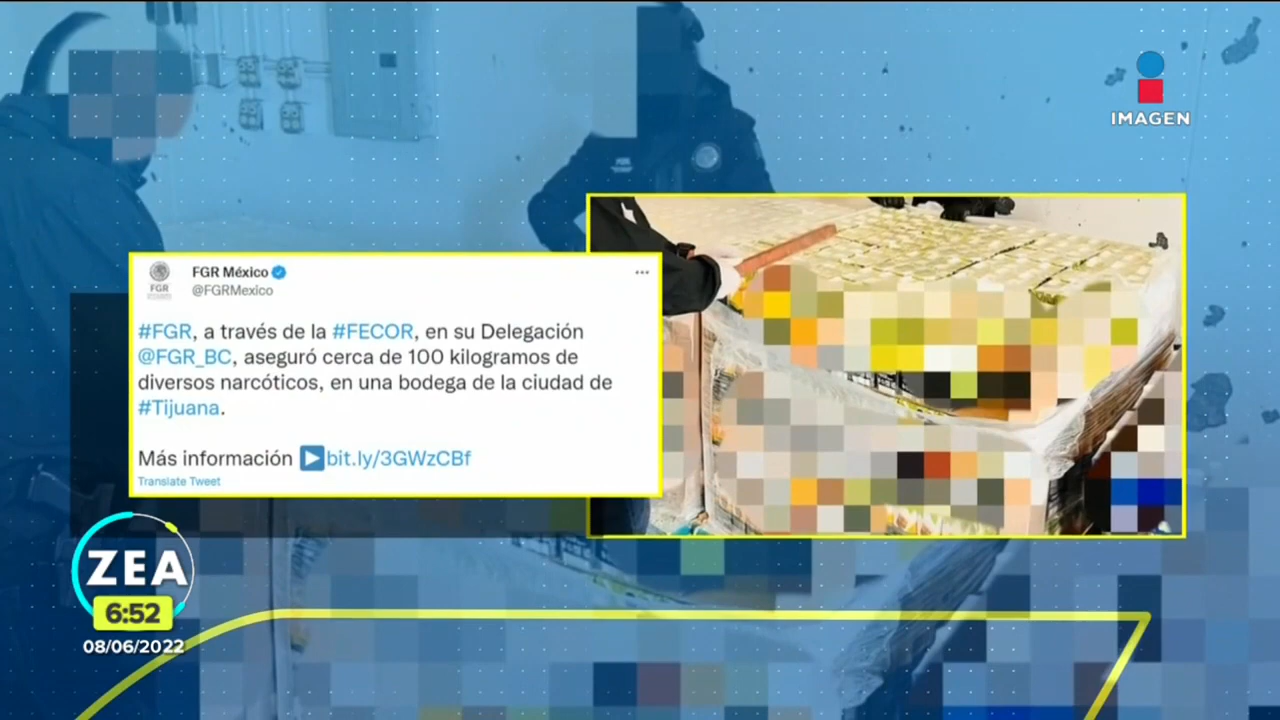 IMAGEN
FGR México
@FGRMexico
FGR
#FGR, a través de la #FECOR, en su Delegación
@FGR_BC, aseguró cerca de 100 kilogramos de
diversos narcóticos, en una bodega de la ciudad de
#Tijuana.
Más información bit.ly/3GWzCBf
Translate Tweet
ZEA
6:52
08/06/2022